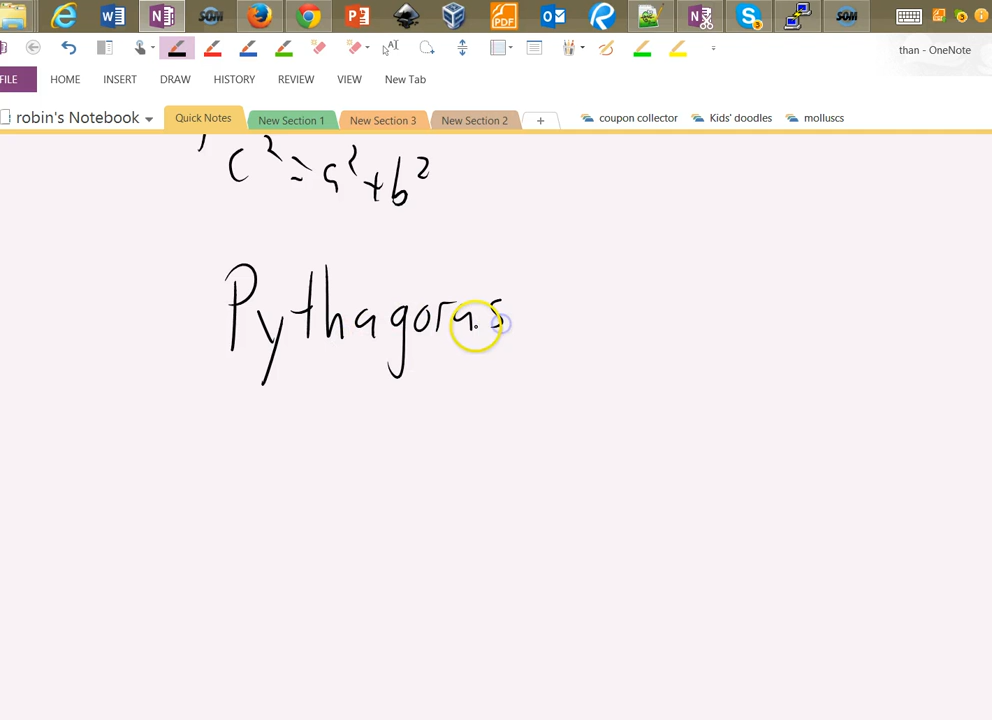 than - OneNote
FILE HOME INSERT DRAW HISTORY REVIEW VIEW New Tab
robin's Notebook Quick Notes New Section 1 New Section 3 New Section 2 + coupon collector Kids' doodles molluscs
c² = a² + b²
Pythagoras